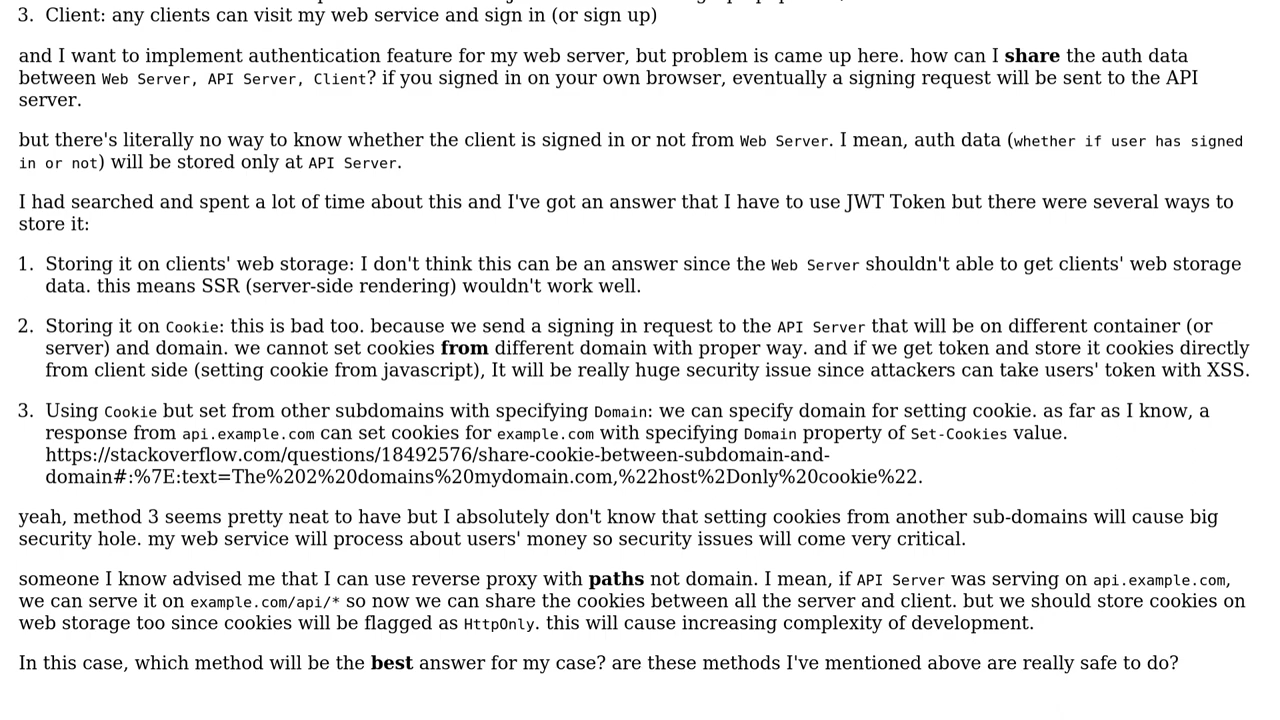 3. Client: any clients can visit my web service and sign in (or sign up)
and I want to implement authentication feature for my web server, but problem is came up here. how can I share the auth data
between Web Server, API Server, Client? if you signed in on your own browser, eventually a signing request will be sent to the API
server.
but there's literally no way to know whether the client is signed in or not from Web Server. I mean, auth data (whether if user has signed
in or not) will be stored only at API Server.
I had searched and spent a lot of time about this and I've got an answer that I have to use JWT Token but there were several ways to
store it:
1. Storing it on clients' web storage: I don't think this can be an answer since the Web Server shouldn't able to get clients' web storage
data. this means SSR (server-side rendering) wouldn't work well.
2. Storing it on Cookie: this is bad too. because we send a signing in request to the API Server that will be on different container (or
server) and domain. we cannot set cookies from different domain with proper way. and if we get token and store it cookies directly
from client side (setting cookie from javascript), It will be really huge security issue since attackers can take users' token with XSS.
3. Using Cookie but set from other subdomains with specifying Domain: we can specify domain for setting cookie. as far as I know, a
response from api.example.com can set cookies for example.com with specifying Domain property of Set-Cookies value.
https://stackoverflow.com/questions/18492576/share-cookie-between-subdomain-and-
domain#:%7E:text=The%202%20domains%20mydomain.com,%22host%2Donly%20cookie%22.
yeah, method 3 seems pretty neat to have but I absolutely don't know that setting cookies from another sub-domains will cause big
security hole. my web service will process about users' money so security issues will come very critical.
someone I know advised me that I can use reverse proxy with paths not domain. I mean, if API Server was serving on api.example.com,
we can serve it on example.com/api/* so now we can share the cookies between all the server and client. but we should store cookies on
web storage too since cookies will be flagged as HttpOnly. this will cause increasing complexity of development.
In this case, which method will be the best answer for my case? are these methods I've mentioned above are really safe to do?